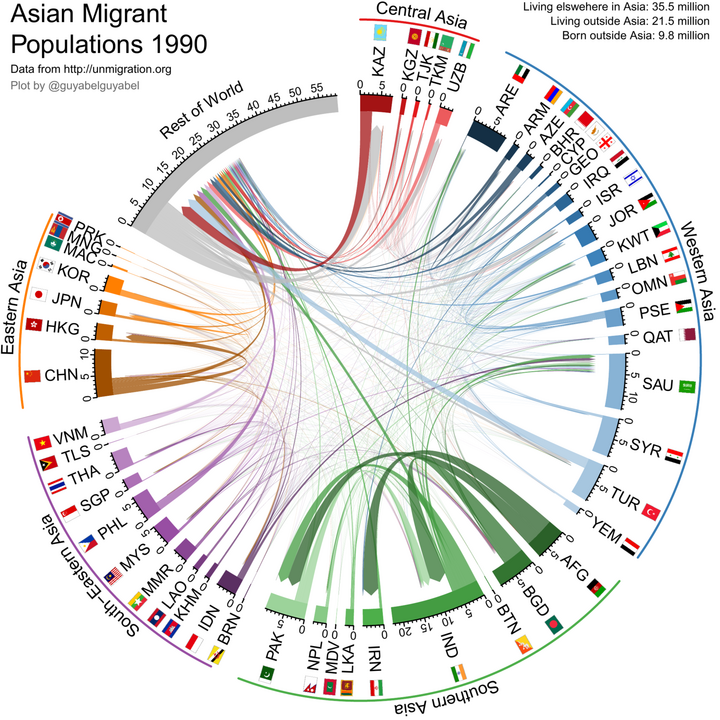 Asian Migrant
Populations 1990
Data from http://unmigration.org
Plot by @guyabelguyabel
Living elsewhere in Asia: 35.5 million
Living outside Asia: 21.5 million
Born outside Asia: 9.8 million
Central Asia
KAZ
KGZ
TJK
TKM
UZB
Western Asia
ARE
ARM
AZE
BHR
CYP
GEO
IRQ
ISR
JOR
KWT
LBN
OMN
PSE
QAT
SAU
SYR
TUR
YEM
Southern Asia
AFG
BGD
BTN
IND
IRN
LKA
MDV
NPL
PAK
South-Eastern Asia
BRN
IDN
KHM
LAO
MMR
MYS
PHL
SGP
THA
TLS
VNM
Eastern Asia
CHN
HKG
JPN
KOR
MAC
MNG
PRK
Rest of World
0 5 10 15 20 25 30 35 40 45 50 55